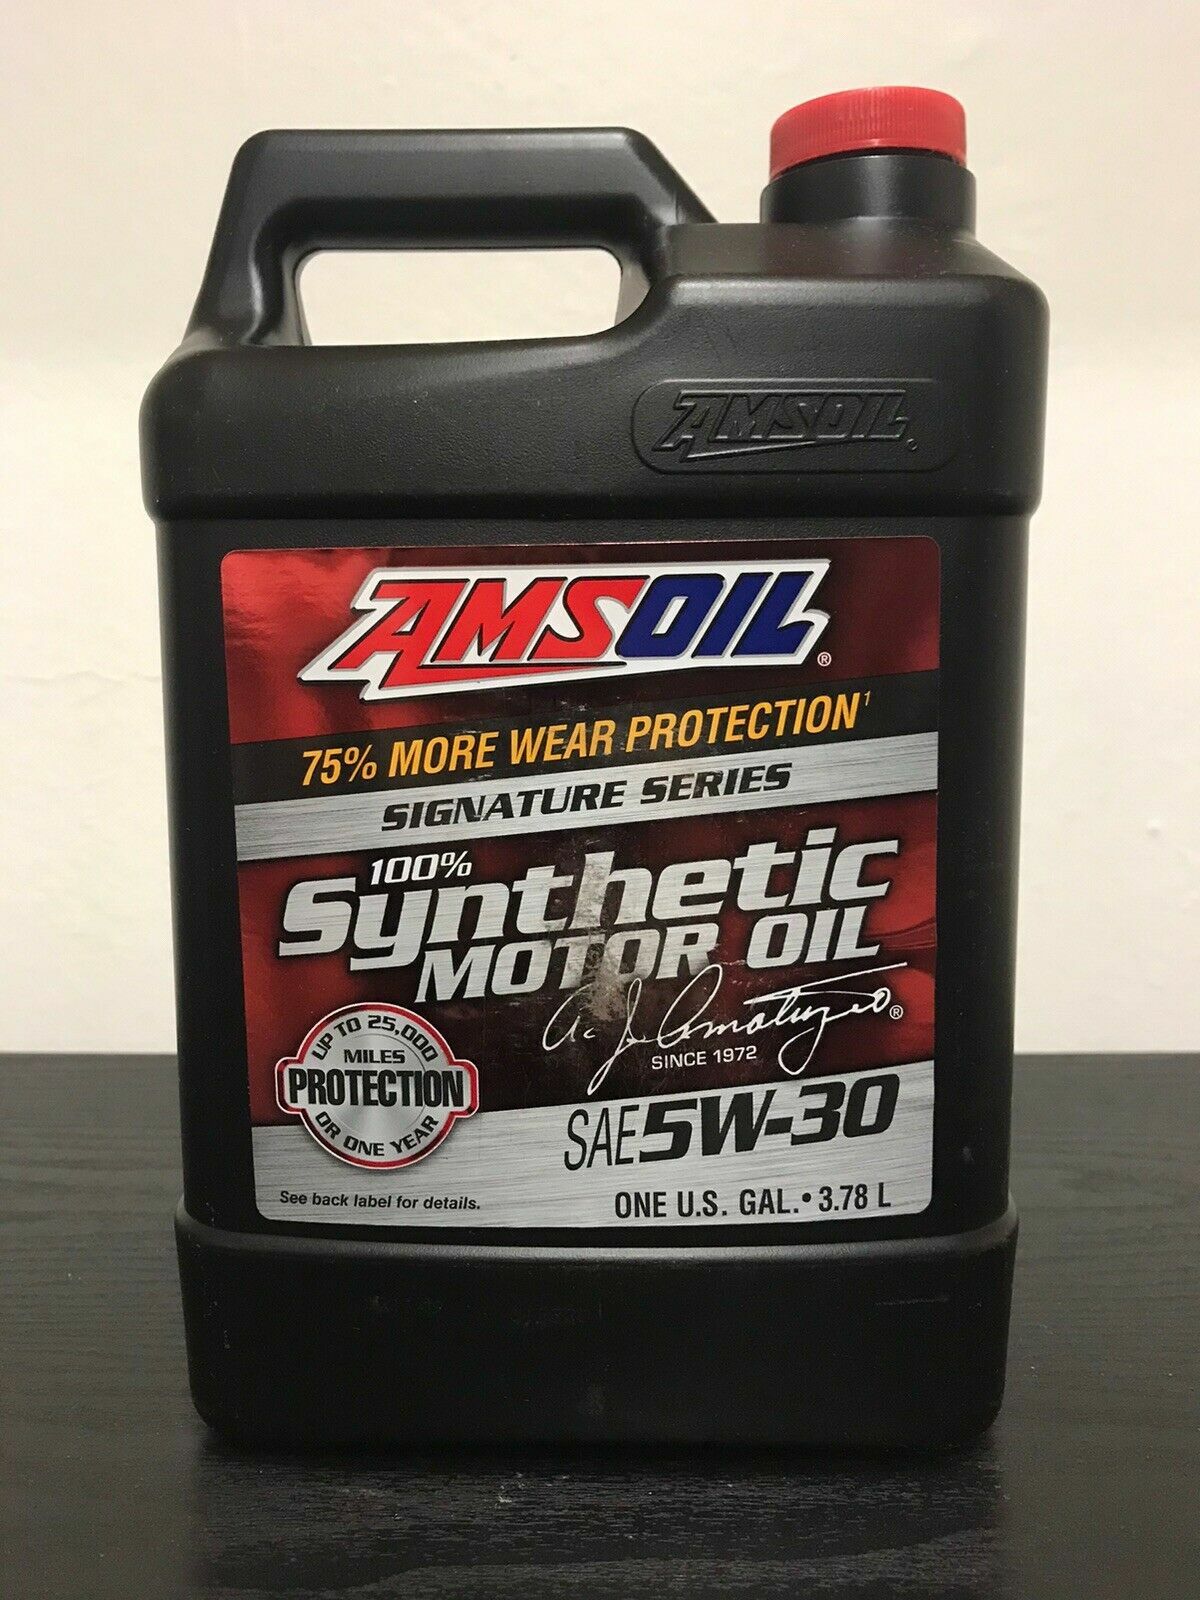 AMSOIL
AMSOIL®
75% MORE WEAR PROTECTION¹
SIGNATURE SERIES
100%
Synthetic
MOTOR OIL
A. J. Amatuzio®
SINCE 1972
UP TO 25,000
MILES
PROTECTION
OR ONE YEAR
SAE 5W-30
See back label for details.
ONE U.S. GAL. • 3.78 L